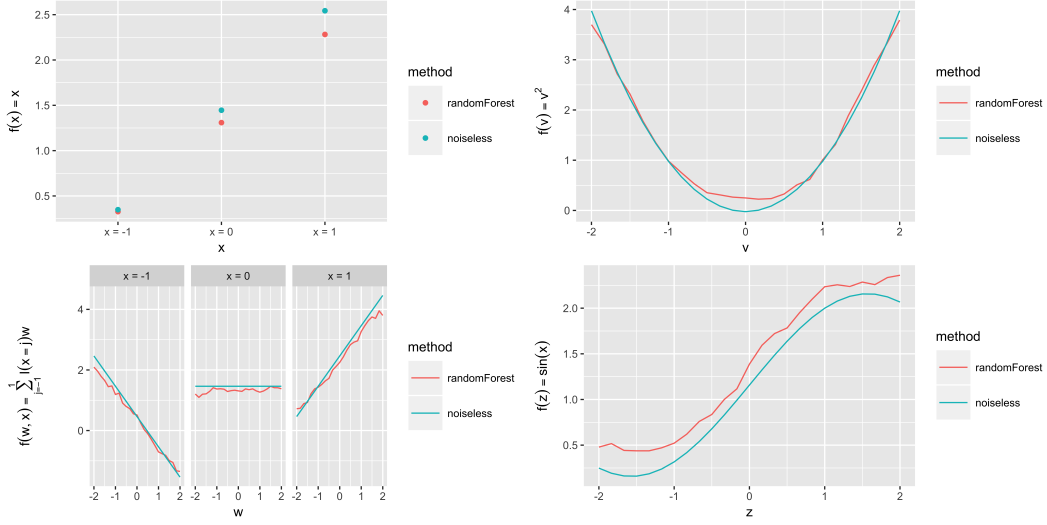 2.5
2.0
1.5
1.0
0.5
f(x) = x
x = -1
x = 0
x = 1
x
method
randomForest
noiseless
4
3
2
1
0
f(v) = v²
-2
-1
0
1
2
v
method
randomForest
noiseless
x = -1
x = 0
x = 1
4
2
0
f(w, x) = ∑¹ⱼ₌₋₁ I(x = j)w
-2 -1 0 1 2
-2 -1 0 1 2
-2 -1 0 1 2
w
method
randomForest
noiseless
2.0
1.5
1.0
0.5
f(z) = sin(x)
-2
-1
0
1
2
z
method
randomForest
noiseless